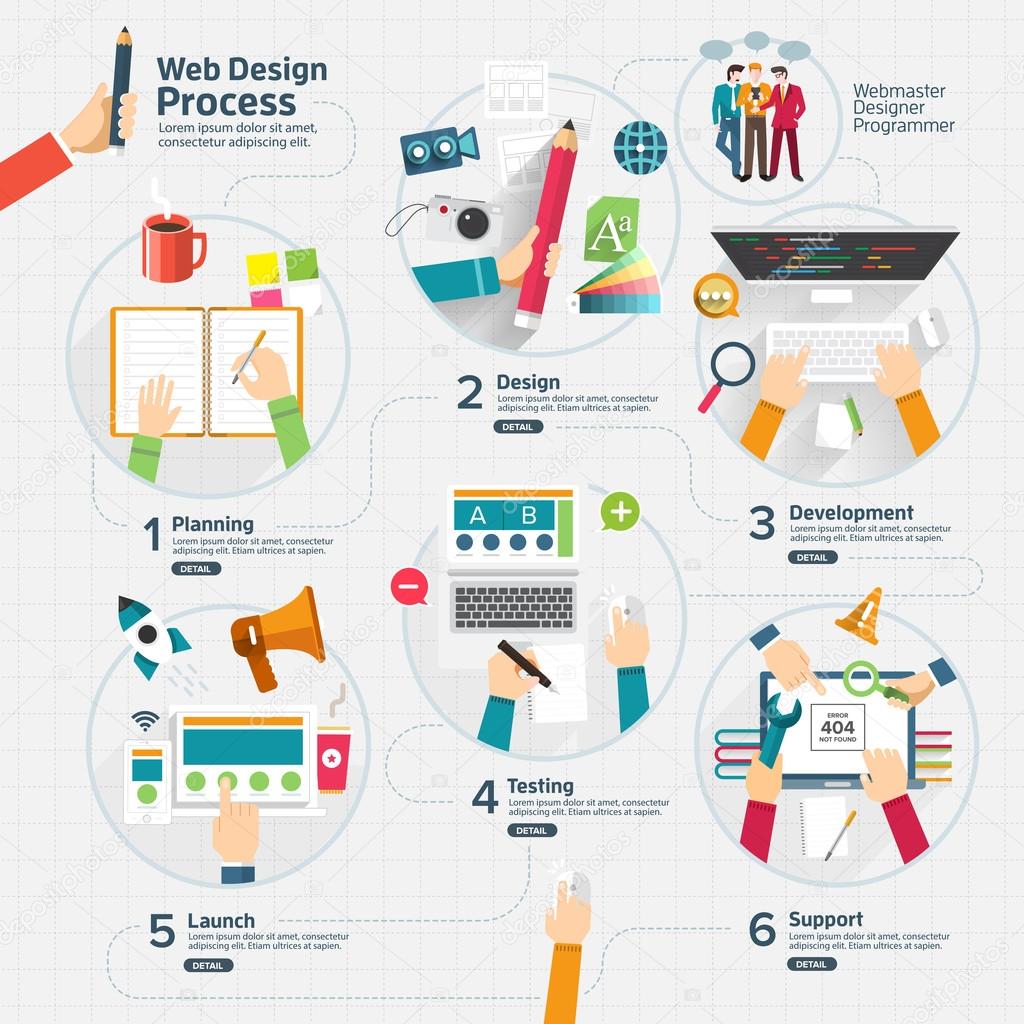 Web Design
Process
Lorem ipsum dolor sit amet,
consectetur adipiscing elit.
Webmaster
Designer
Programmer
Aa
1 Planning
Lorem ipsum dolor sit amet, consectetur
adipiscing elit. Etiam ultrices at sapien.
DETAIL
2 Design
Lorem ipsum dolor sit amet, consectetur
adipiscing elit. Etiam ultrices at sapien.
DETAIL
3 Development
Lorem ipsum dolor sit amet, consectetur
adipiscing elit. Etiam ultrices at sapien.
DETAIL
A B
4 Testing
Lorem ipsum dolor sit amet, consectetur
adipiscing elit. Etiam ultrices at sapien.
DETAIL
5 Launch
Lorem ipsum dolor sit amet, consectetur
adipiscing elit. Etiam ultrices at sapien.
DETAIL
ERROR
404
NOT FOUND
6 Support
Lorem ipsum dolor sit amet, consectetur
adipiscing elit. Etiam ultrices at sapien.
DETAIL
depositphotos